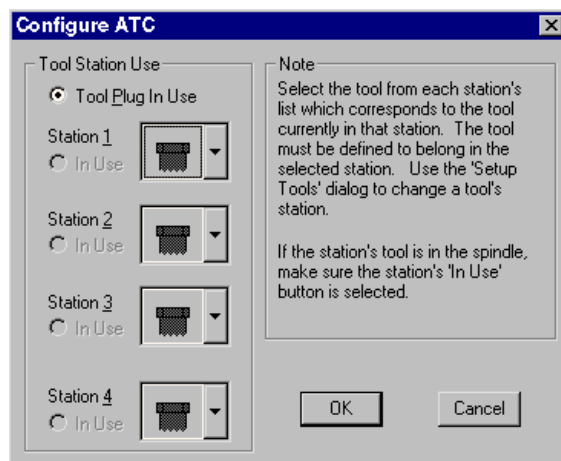 Configure ATC
Tool Station Use
Tool Plug In Use
Station 1
In Use
Station 2
In Use
Station 3
In Use
Station 4
In Use
Note
Select the tool from each station's
list which corresponds to the tool
currently in that station. The tool
must be defined to belong in the
selected station. Use the 'Setup
Tools' dialog to change a tool's
station.
If the station's tool is in the spindle,
make sure the station's 'In Use'
button is selected.
OK
Cancel